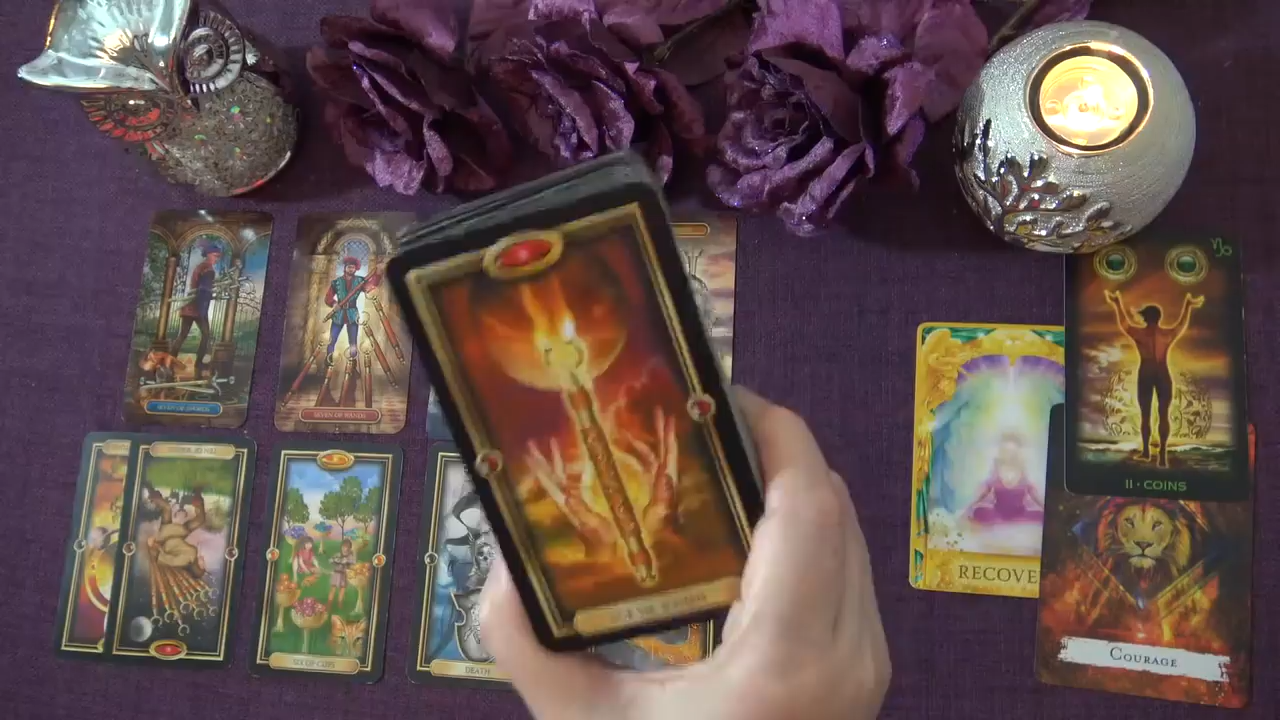 SEVEN OF SWORDS
SEVEN OF WANDS
II · COINS
SIX OF CUPS
DEATH
RECOVE
COURAGE